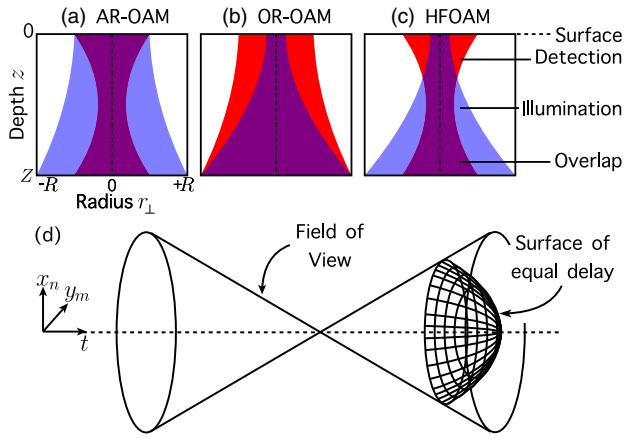 (a) AR-OAM (b) OR-OAM (c) HFOAM
0
Surface
Detection
Depth z
Illumination
Z
Overlap
-R 0 +R
Radius r⊥
(d)
Field of
View
Surface of
equal delay
xₙ
yₘ
t